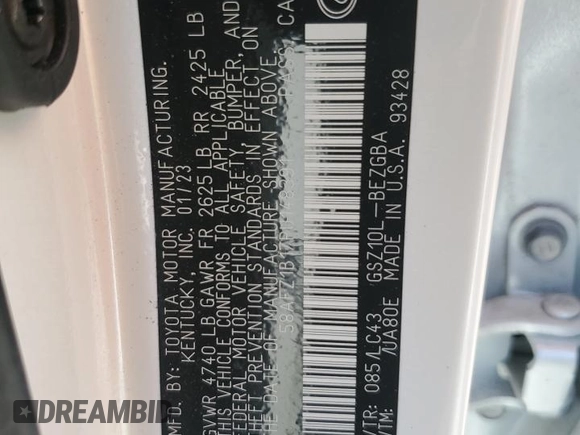 MFD. BY: TOYOTA MOTOR MANUFACTURING,
KENTUCKY, INC. 01/23
GVWR 4740 LB GAWR FR 2625 LB RR 2425 LB
THIS VEHICLE CONFORMS TO ALL APPLICABLE
FEDERAL MOTOR VEHICLE SAFETY, BUMPER, AND
THEFT PREVENTION STANDARDS IN EFFECT ON
THE DATE OF MANUFACTURE SHOWN ABOVE.
PASS. CA
C/TR: 085/LC43 GSZ10L-BEZGBA
/TM: /UA80E MADE IN U.S.A. 93428
DREAMBID